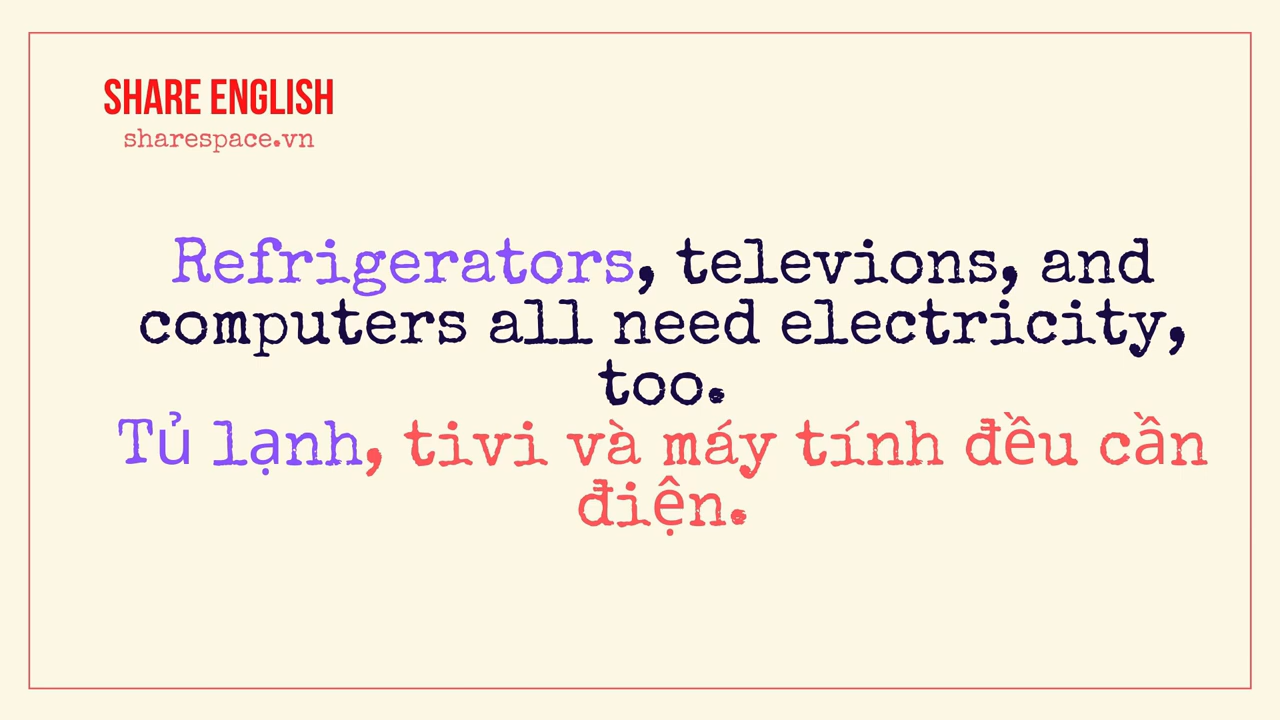 SHARE ENGLISH
sharespace.vn
Refrigerators, televions, and
computers all need electricity,
too.
Tủ lạnh, tivi và máy tính đều cần
điện.